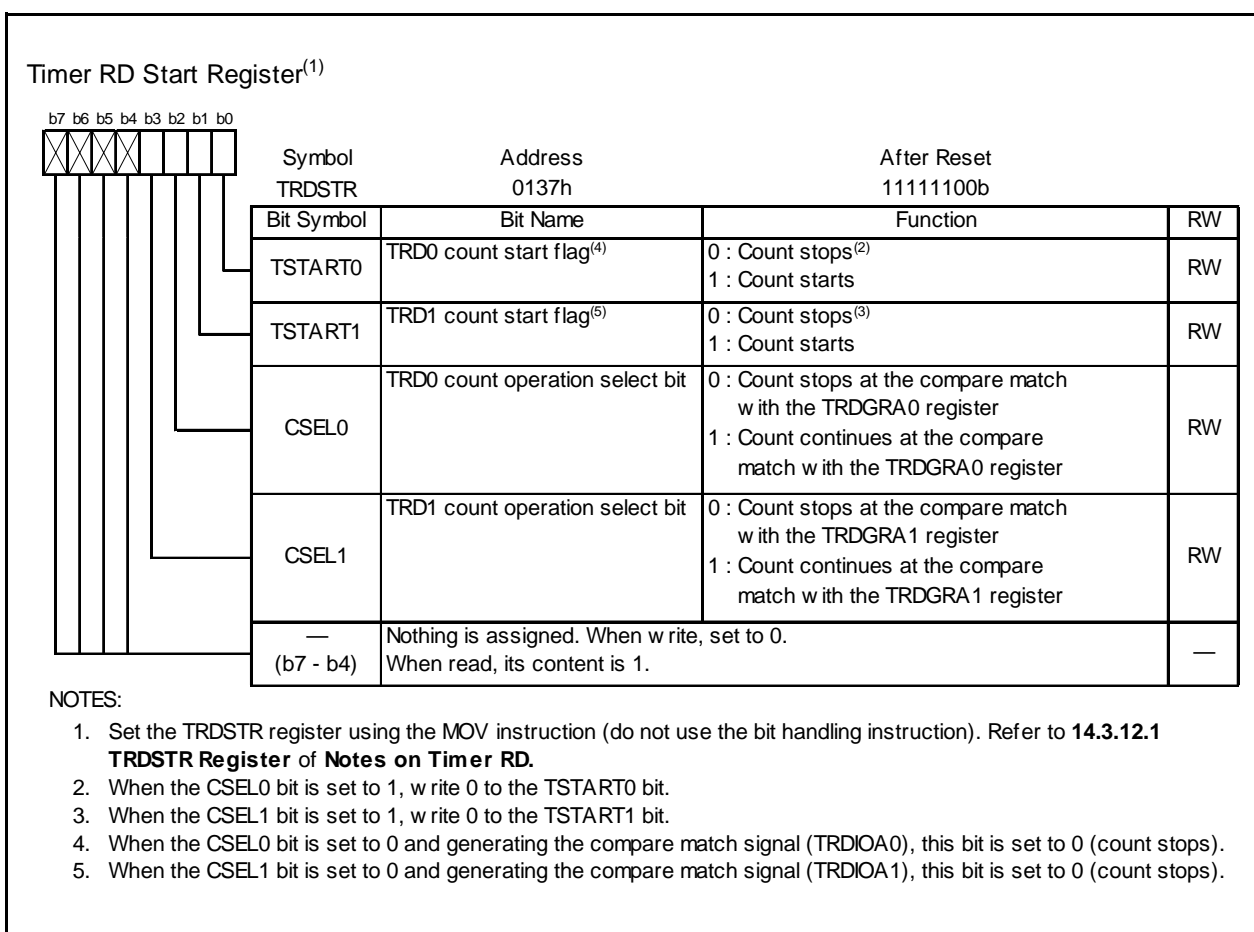 Timer RD Start Register(1)
b7 b6 b5 b4 b3 b2 b1 b0
Symbol Address After Reset
TRDSTR 0137h 11111100b
Bit Symbol Bit Name Function RW
TSTART0 TRD0 count start flag(4) 0 : Count stops(2) RW
1 : Count starts
TSTART1 TRD1 count start flag(5) 0 : Count stops(3) RW
1 : Count starts
CSEL0 TRD0 count operation select bit 0 : Count stops at the compare match RW
with the TRDGRA0 register
1 : Count continues at the compare
match with the TRDGRA0 register
CSEL1 TRD1 count operation select bit 0 : Count stops at the compare match RW
with the TRDGRA1 register
1 : Count continues at the compare
match with the TRDGRA1 register
— Nothing is assigned. When write, set to 0. —
(b7 - b4) When read, its content is 1.
NOTES:
1. Set the TRDSTR register using the MOV instruction (do not use the bit handling instruction). Refer to 14.3.12.1
TRDSTR Register of Notes on Timer RD.
2. When the CSEL0 bit is set to 1, write 0 to the TSTART0 bit.
3. When the CSEL1 bit is set to 1, write 0 to the TSTART1 bit.
4. When the CSEL0 bit is set to 0 and generating the compare match signal (TRDIOA0), this bit is set to 0 (count stops).
5. When the CSEL1 bit is set to 0 and generating the compare match signal (TRDIOA1), this bit is set to 0 (count stops).